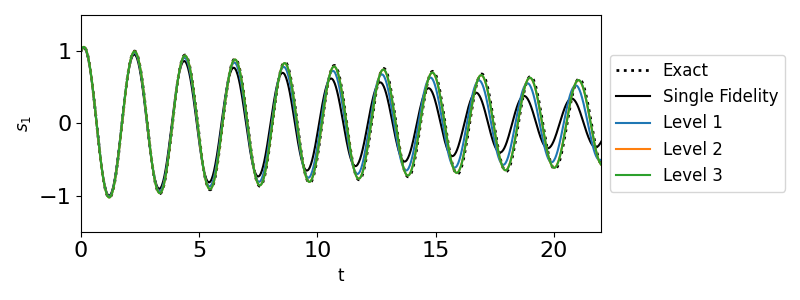 1
0
−1
s1
0
5
10
15
20
t
Exact
Single Fidelity
Level 1
Level 2
Level 3